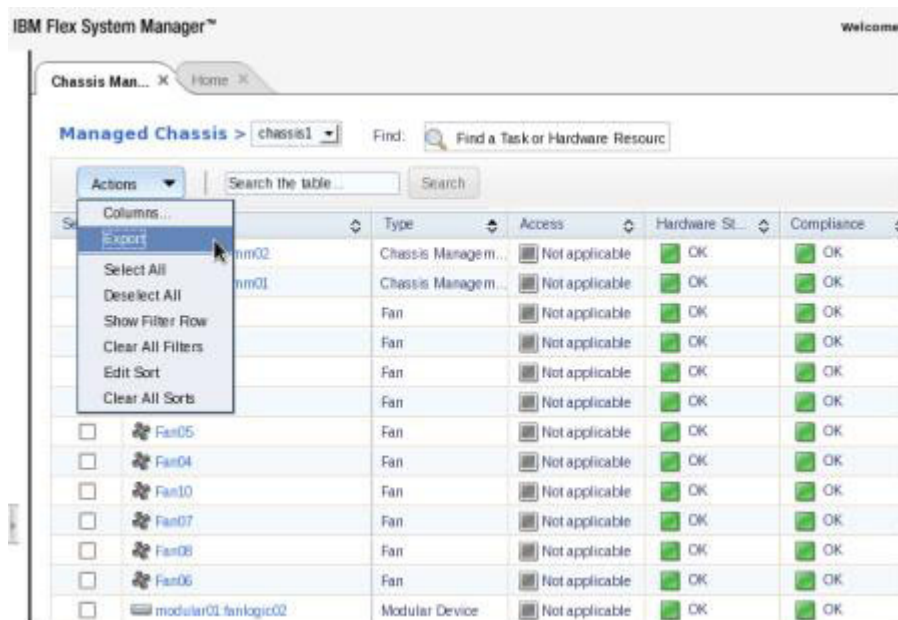 IBM Flex System Manager™ Welcome
Chassis Man... X Home X
Managed Chassis > chassis1 Find: Find a Task or Hardware Resourc
Actions Search the table... Search
Se Type Access Hardware St... Compliance
Columns...
Export
Select All
Deselect All
Show Filter Row
Clear All Filters
Edit Sort
Clear All Sorts
mm02 Chassis Managem... Not applicable OK OK
mm01 Chassis Managem... Not applicable OK OK
Fan Not applicable OK OK
Fan Not applicable OK OK
Fan Not applicable OK OK
Fan Not applicable OK OK
Fan05 Fan Not applicable OK OK
Fan04 Fan Not applicable OK OK
Fan10 Fan Not applicable OK OK
Fan07 Fan Not applicable OK OK
Fan08 Fan Not applicable OK OK
Fan06 Fan Not applicable OK OK
modular01 fanlogic02 Modular Device Not applicable OK OK